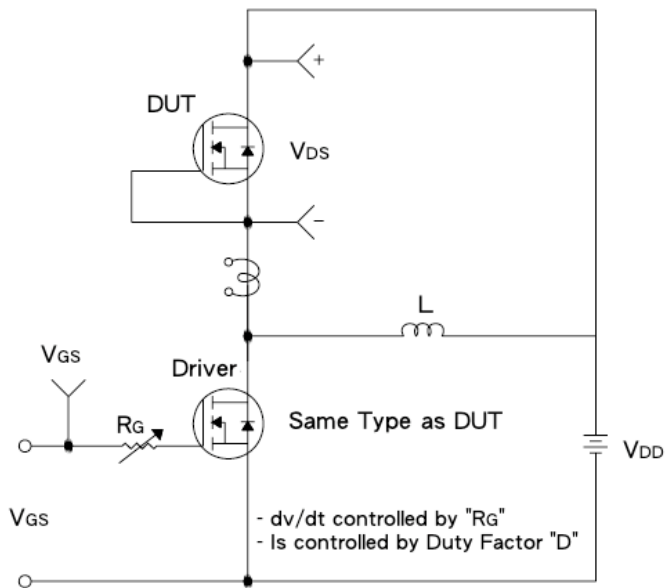 +
DUT
VDS
-
L
VGS
Driver
RG
Same Type as DUT
VDD
VGS
- dv/dt controlled by "RG"
- Is controlled by Duty Factor "D"